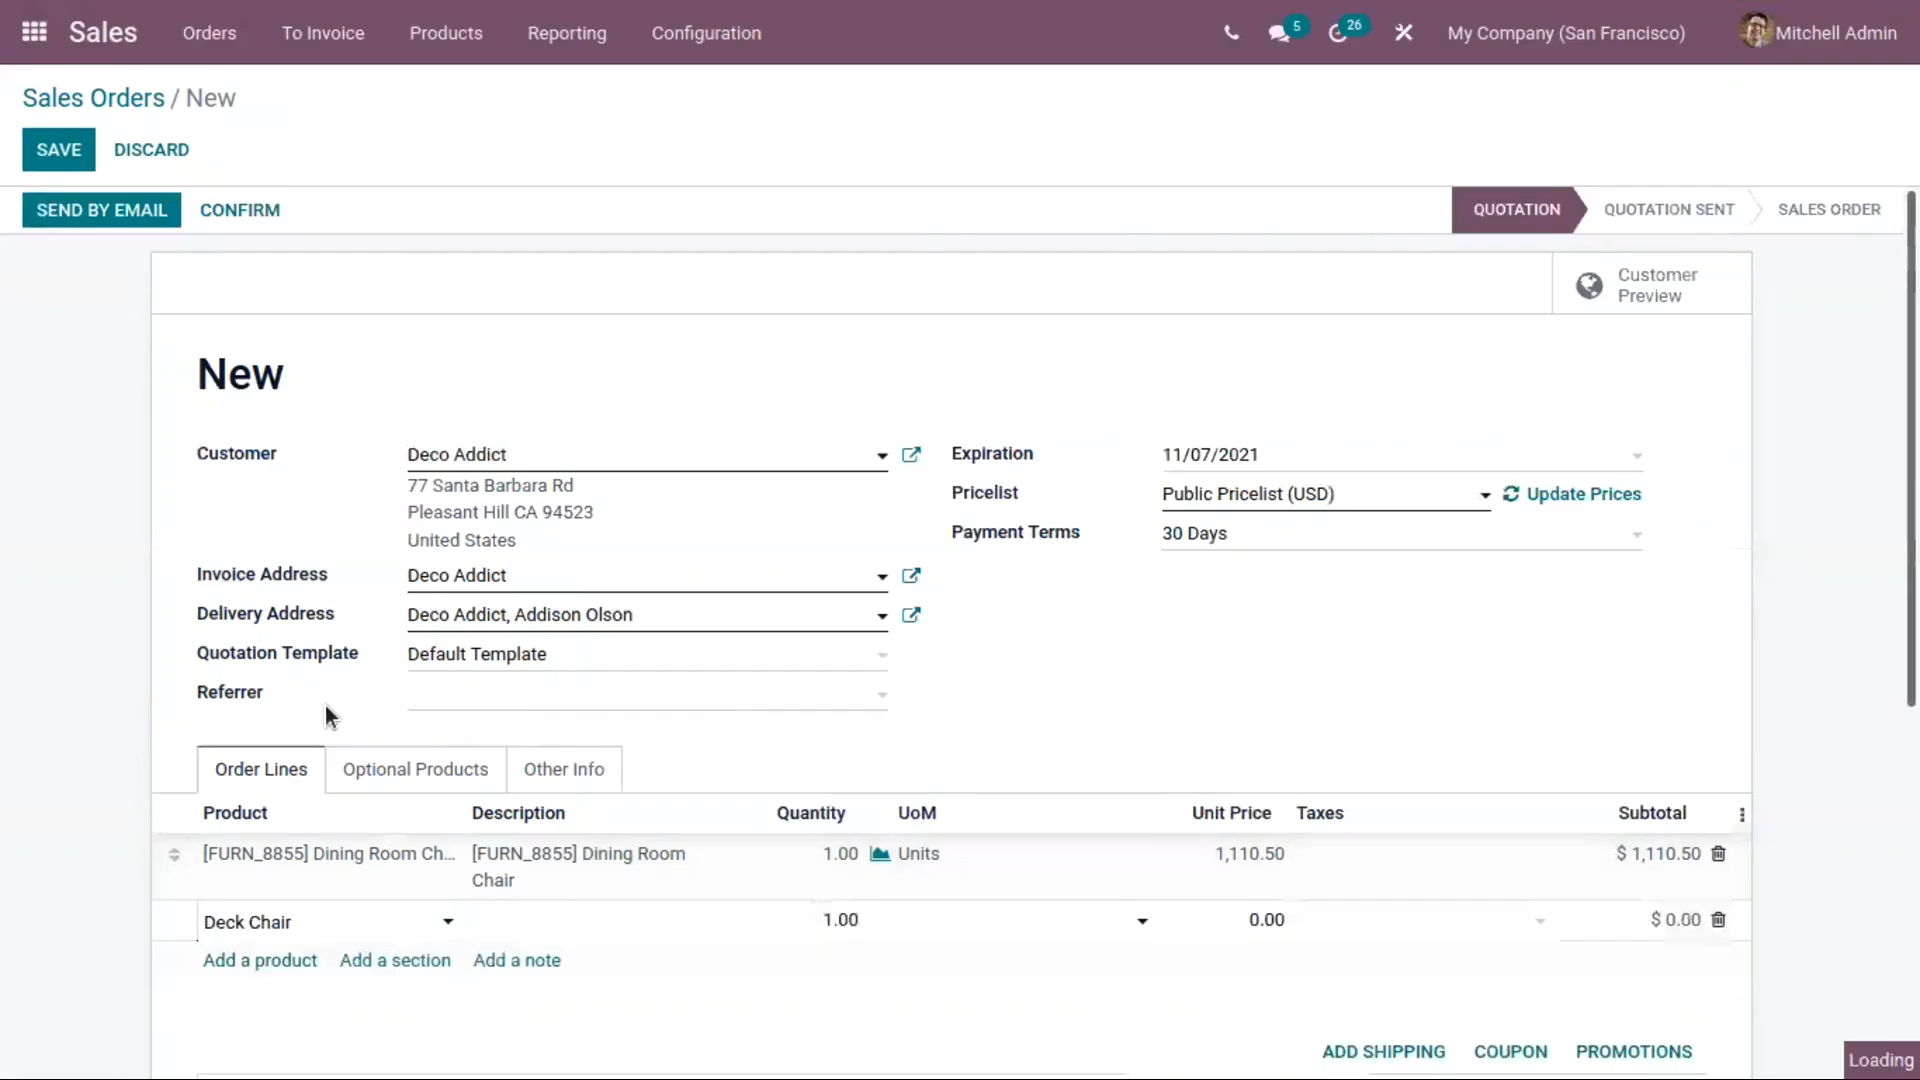 Sales Orders To Invoice Products Reporting Configuration 5 26 My Company (San Francisco) Mitchell Admin
Sales Orders / New
SAVE DISCARD
SEND BY EMAIL CONFIRM QUOTATION QUOTATION SENT SALES ORDER
Customer
Preview
New
Customer Deco Addict Expiration 11/07/2021
77 Santa Barbara Rd Pricelist Public Pricelist (USD) Update Prices
Pleasant Hill CA 94523 Payment Terms 30 Days
United States
Invoice Address Deco Addict
Delivery Address Deco Addict, Addison Olson
Quotation Template Default Template
Referrer
Order Lines Optional Products Other Info
Product Description Quantity UoM Unit Price Taxes Subtotal
[FURN_8855] Dining Room Ch... [FURN_8855] Dining Room 1.00 Units 1,110.50 $ 1,110.50
Chair
Deck Chair 1.00 0.00 $ 0.00
Add a product Add a section Add a note
ADD SHIPPING COUPON PROMOTIONS
Loading